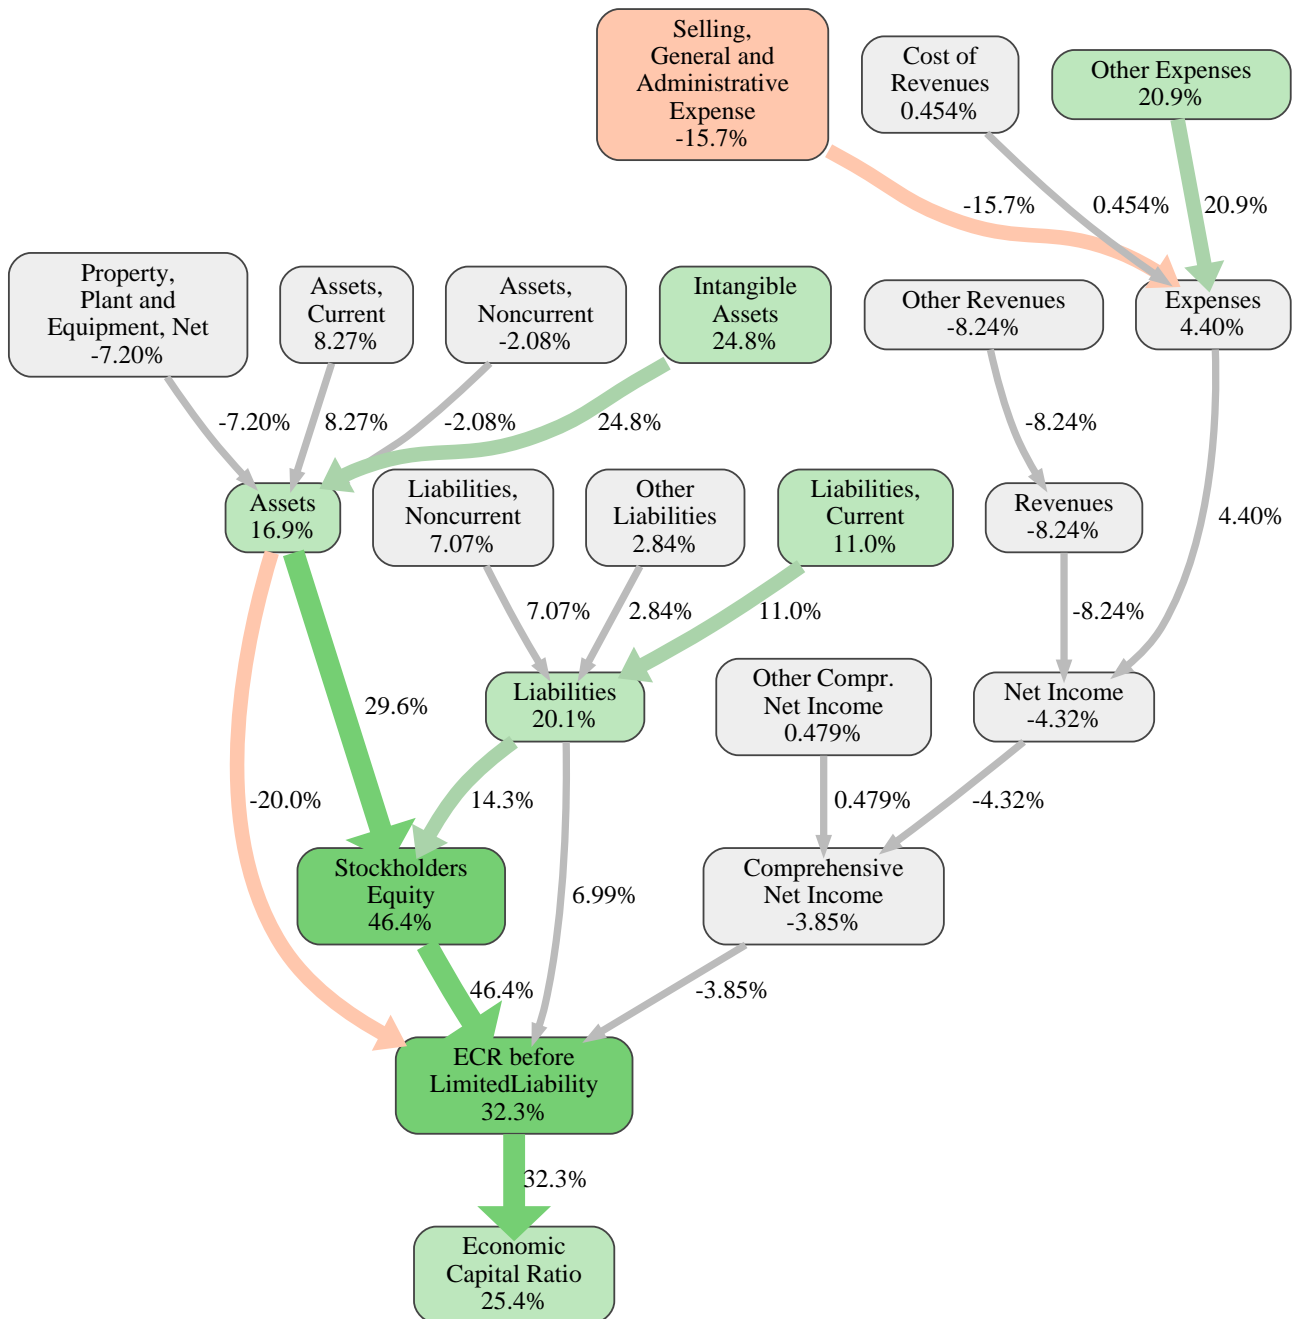 Selling,
General and
Administrative
Expense
-15.7%
Cost of
Revenues
0.454%
Other Expenses
20.9%
-15.7%
0.454%
20.9%
Property,
Plant and
Equipment, Net
-7.20%
Assets,
Current
8.27%
Assets,
Noncurrent
-2.08%
Intangible
Assets
24.8%
Other Revenues
-8.24%
Expenses
4.40%
-7.20%
8.27%
-2.08%
24.8%
-8.24%
4.40%
Assets
16.9%
Liabilities,
Noncurrent
7.07%
Other
Liabilities
2.84%
Liabilities,
Current
11.0%
Revenues
-8.24%
7.07%
2.84%
11.0%
-8.24%
29.6%
Liabilities
20.1%
Other Compr.
Net Income
0.479%
Net Income
-4.32%
-20.0%
14.3%
0.479%
-4.32%
Stockholders
Equity
46.4%
6.99%
Comprehensive
Net Income
-3.85%
46.4%
-3.85%
ECR before
LimitedLiability
32.3%
32.3%
Economic
Capital Ratio
25.4%